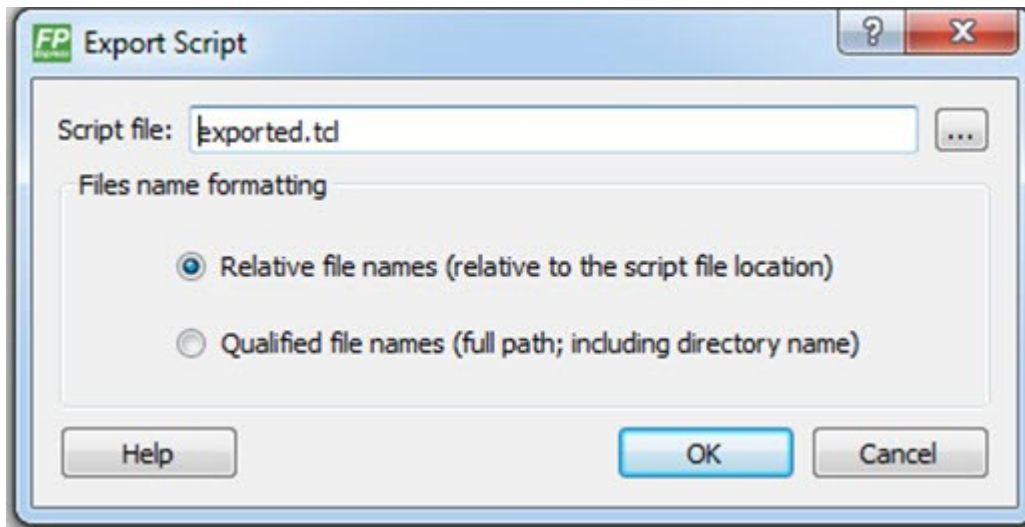 FP Export Script
Script file: exported.tcl ...
Files name formatting
Relative file names (relative to the script file location)
Qualified file names (full path; including directory name)
Help OK Cancel